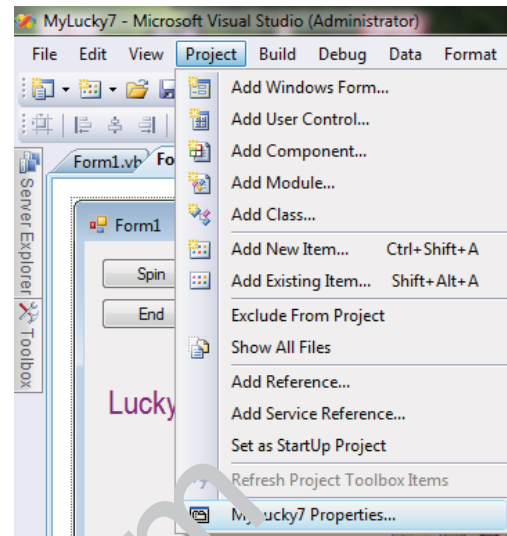 MyLucky7 - Microsoft Visual Studio (Administrator)
File Edit View Project Build Debug Data Format
Add Windows Form...
Add User Control...
Add Component...
Add Module...
Add Class...
Add New Item... Ctrl+Shift+A
Add Existing Item... Shift+Alt+A
Exclude From Project
Show All Files
Add Reference...
Add Service Reference...
Set as StartUp Project
Refresh Project Toolbox Items
MyLucky7 Properties...
Server Explorer
Toolbox
Form1.vb Fo
Form1
Spin
End
Lucky